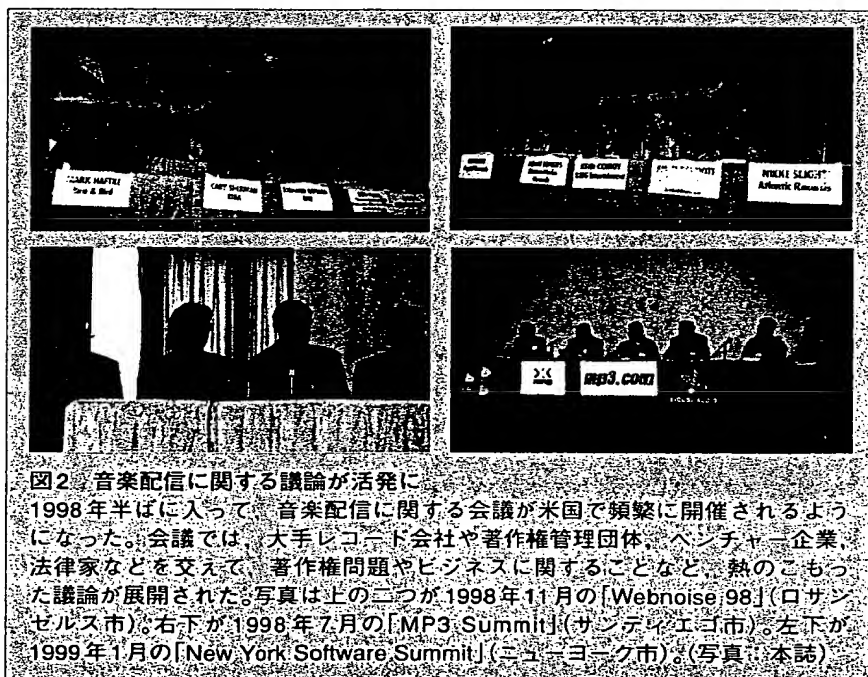 MARK HAFTKE
CARY SHERMAN
RIAA
NIKKE SLIGHT
Atlantic Records
mp3.com
図2 音楽配信に関する議論が活発に
1998年半ばに入って 音楽配信に関する会議が米国で頻繁に開催されるよう
になった。会議では 大手レコード会社や著作権管理団体，ベンチャー企業，
法律家などを交えて 著作権問題やビジネスに関することなど 熱のこもっ
た議論が展開された。写真は上の二つが1998年11月の「Webnoise 98」(ロサン
ゼルス市)。右下が1998年7月の「MP3 Summit」(サンディエゴ市)。左下が
1999年1月の「New York Software Summit」(ニューヨーク市)。(写真：本誌)